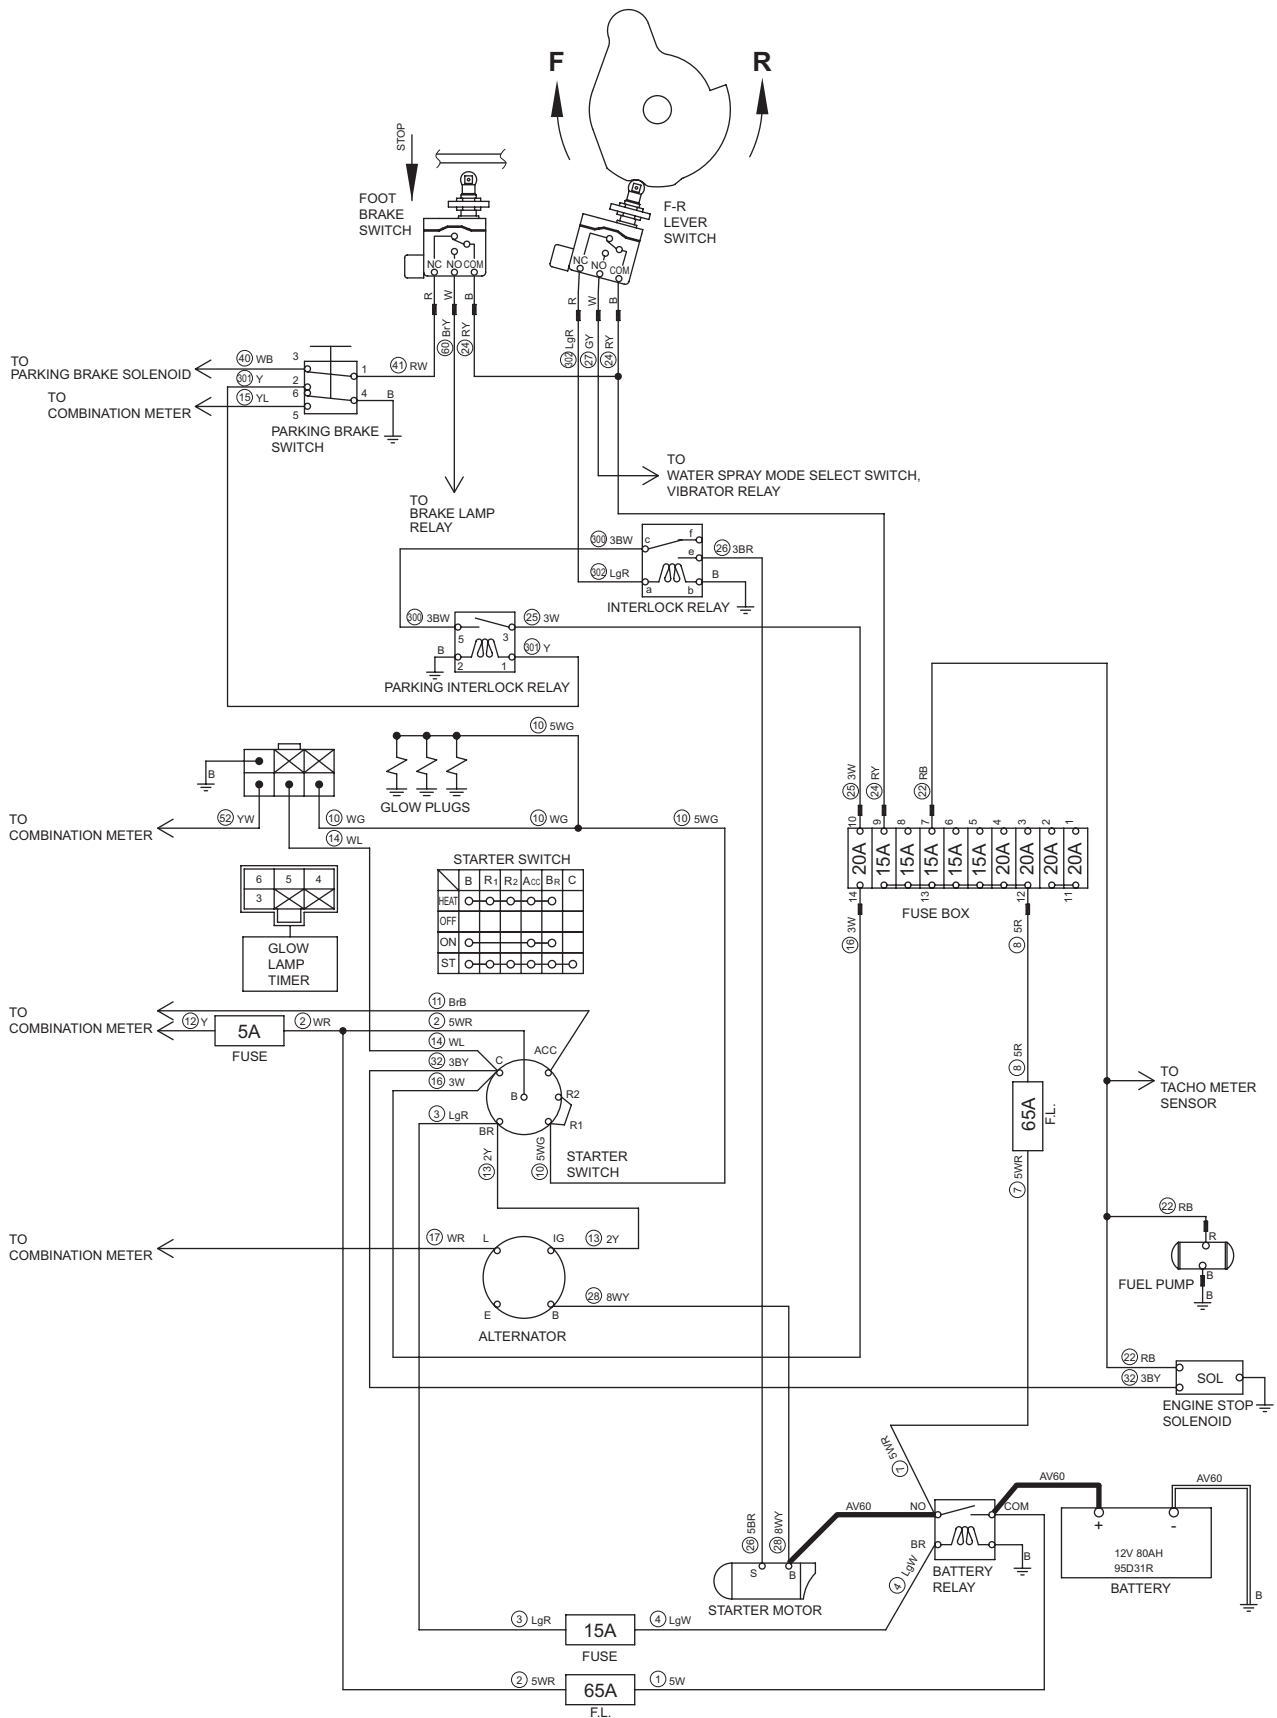 F
R
STOP
FOOT
BRAKE
SWITCH
F-R
LEVER
SWITCH
NC NO COM
NC NO COM
R W B
R W B
60 BrY
24 RY
302 LgR
27 GY
24 RY
TO
PARKING BRAKE SOLENOID
40 WB
3
301 Y
2
TO
COMBINATION METER
15 YL
6
5
1
4
B
41 RW
PARKING BRAKE
SWITCH
TO
BRAKE LAMP
RELAY
TO
WATER SPRAY MODE SELECT SWITCH,
VIBRATOR RELAY
300 3BW
c
f
e
26 3BR
302 LgR
a
b
B
INTERLOCK RELAY
300 3BW
5
3
25 3W
B
2
1
301 Y
PARKING INTERLOCK RELAY
10 5WG
B
GLOW PLUGS
TO
COMBINATION METER
52 YW
10 WG
14 WL
10 WG
10 5WG
25 3W
24 RY
22 RB
10 9 8 7 6 5 4 3 2 1
20A 15A 15A 15A 15A 15A 20A 20A 20A 20A
14 13 12 11
FUSE BOX
16 3W
8 5R
6 5 4
3
GLOW
LAMP
TIMER
STARTER SWITCH
B R1 R2 ACC BR C
HEAT
OFF
ON
ST
TO
COMBINATION METER
12 Y
5A
FUSE
2 WR
11 BrB
2 5WR
14 WL
32 3BY
16 3W
3 LgR
C
ACC
B
R2
R1
BR
13 2Y
10 5WG
STARTER
SWITCH
8 5R
65A
F.L.
7 5WR
TO
TACHO METER
SENSOR
TO
COMBINATION METER
17 WR
L
IG
13 2Y
E
B
28 8WY
ALTERNATOR
22 RB
R
FUEL PUMP
B
B
22 RB
32 3BY
SOL
ENGINE STOP
SOLENOID
7 5WR
AV60
NO
COM
AV60
AV60
BR
B
BATTERY
RELAY
4 LgW
+
-
12V 80AH
95D31R
BATTERY
B
26 5BR
28 8WY
S
B
STARTER MOTOR
3 LgR
15A
FUSE
4 LgW
2 5WR
65A
F.L.
1 5W